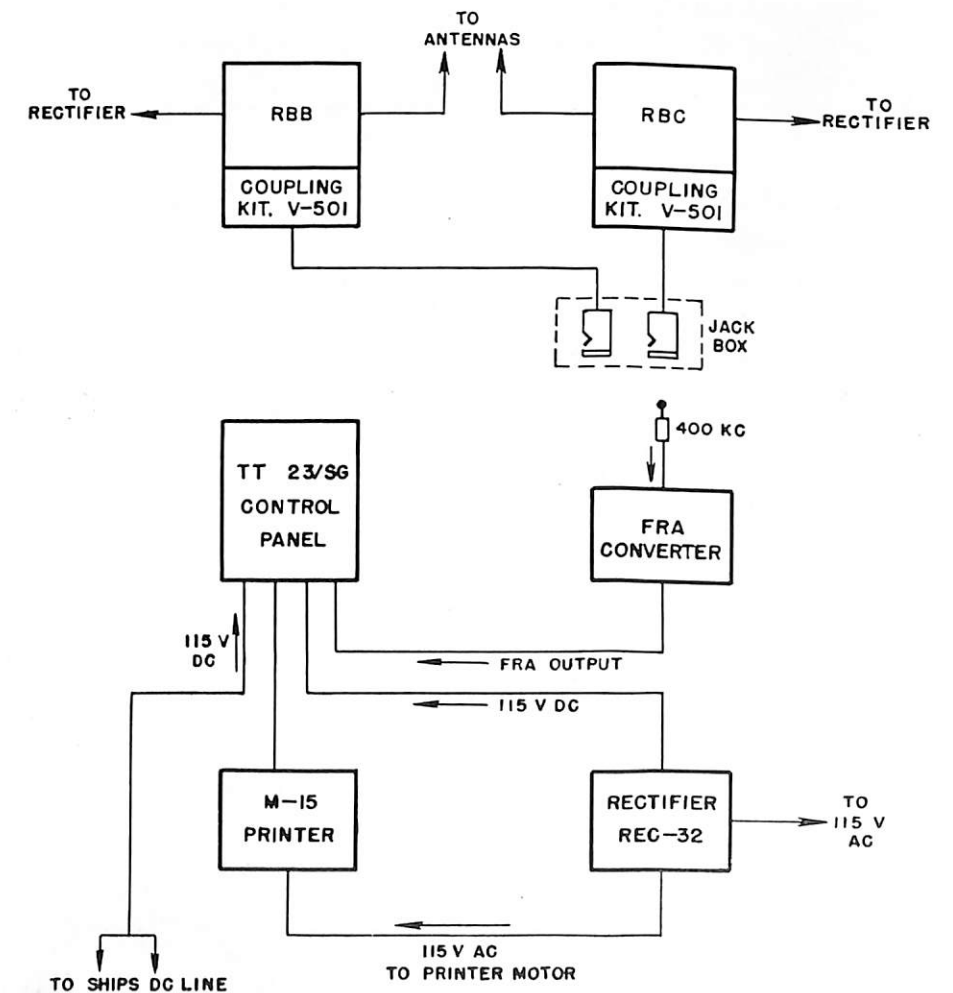 TO
ANTENNAS
TO
RECTIFIER
RBB
RBC
TO
RECTIFIER
COUPLING
KIT. V-501
COUPLING
KIT. V-501
JACK
BOX
400 KC
TT 23/SG
CONTROL
PANEL
FRA
CONVERTER
115 V
DC
FRA OUTPUT
115 V DC
M-15
PRINTER
RECTIFIER
REC-32
TO
115 V
AC
115 V AC
TO PRINTER MOTOR
TO SHIPS DC LINE